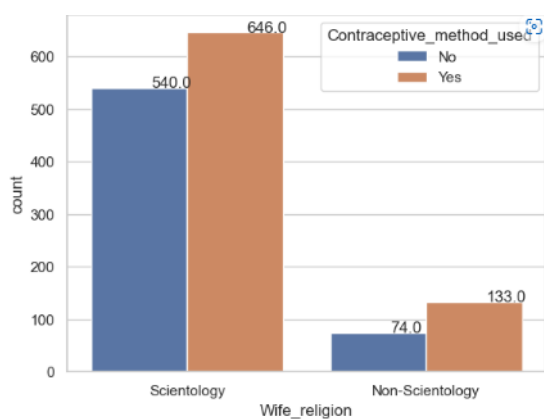 Contraceptive_method_used
No
Yes
646.0
540.0
133.0
74.0
600
500
400
300
200
100
0
count
Scientology
Non-Scientology
Wife_religion